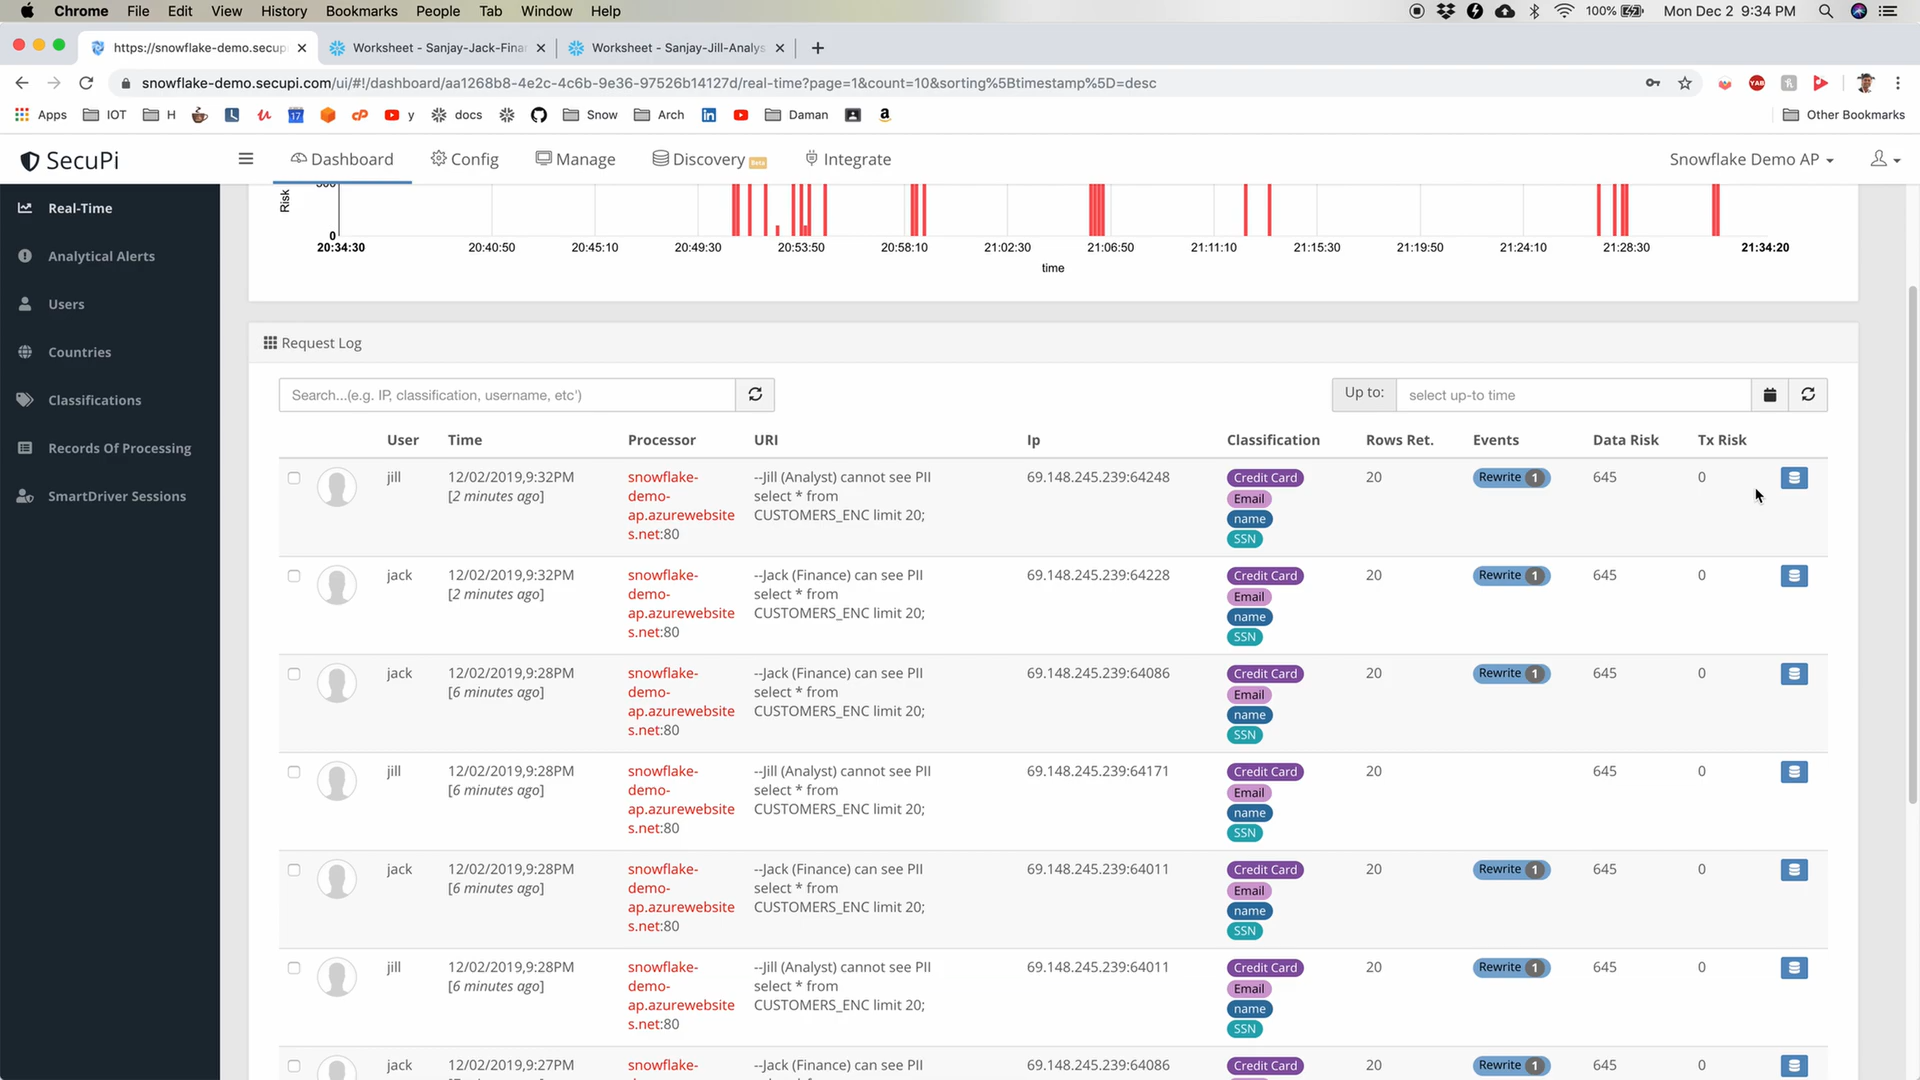 Chrome File Edit View History Bookmarks People Tab Window Help 100% Mon Dec 2 9:34 PM
https://snowflake-demo.secupi Worksheet - Sanjay-Jack-Finan Worksheet - Sanjay-Jill-Analys
snowflake-demo.secupi.com/ui/#!/dashboard/aa1268b8-4e2c-4c6b-9e36-97526b14127d/real-time?page=1&count=10&sorting%5Btimestamp%5D=desc
Apps IOT H 17 y docs Snow Arch Daman Other Bookmarks
SecuPi Dashboard Config Manage Discovery Beta Integrate Snowflake Demo AP
Real-Time
Analytical Alerts
Users
Countries
Classifications
Records Of Processing
SmartDriver Sessions
Risk
0
20:34:30 20:40:50 20:45:10 20:49:30 20:53:50 20:58:10 21:02:30 21:06:50 21:11:10 21:15:30 21:19:50 21:24:10 21:28:30 21:34:20
time
Request Log
Search...(e.g. IP, classification, username, etc') Up to: select up-to time
User Time Processor URI Ip Classification Rows Ret. Events Data Risk Tx Risk
jill 12/02/2019,9:32PM snowflake- --Jill (Analyst) cannot see PII 69.148.245.239:64248 Credit Card 20 Rewrite 1 645 0
[2 minutes ago] demo- select * from Email
ap.azurewebsite CUSTOMERS_ENC limit 20; name
s.net:80 SSN
jack 12/02/2019,9:32PM snowflake- --Jack (Finance) can see PII 69.148.245.239:64228 Credit Card 20 Rewrite 1 645 0
[2 minutes ago] demo- select * from Email
ap.azurewebsite CUSTOMERS_ENC limit 20; name
s.net:80 SSN
jack 12/02/2019,9:28PM snowflake- --Jack (Finance) can see PII 69.148.245.239:64086 Credit Card 20 Rewrite 1 645 0
[6 minutes ago] demo- select * from Email
ap.azurewebsite CUSTOMERS_ENC limit 20; name
s.net:80 SSN
jill 12/02/2019,9:28PM snowflake- --Jill (Analyst) cannot see PII 69.148.245.239:64171 Credit Card 20 645 0
[6 minutes ago] demo- select * from Email
ap.azurewebsite CUSTOMERS_ENC limit 20; name
s.net:80 SSN
jack 12/02/2019,9:28PM snowflake- --Jack (Finance) can see PII 69.148.245.239:64011 Credit Card 20 Rewrite 1 645 0
[6 minutes ago] demo- select * from Email
ap.azurewebsite CUSTOMERS_ENC limit 20; name
s.net:80 SSN
jill 12/02/2019,9:28PM snowflake- --Jill (Analyst) cannot see PII 69.148.245.239:64011 Credit Card 20 Rewrite 1 645 0
[6 minutes ago] demo- select * from Email
ap.azurewebsite CUSTOMERS_ENC limit 20; name
s.net:80 SSN
jack 12/02/2019,9:27PM snowflake- --Jack (Finance) can see PII 69.148.245.239:64086 Credit Card 20 Rewrite 1 645 0